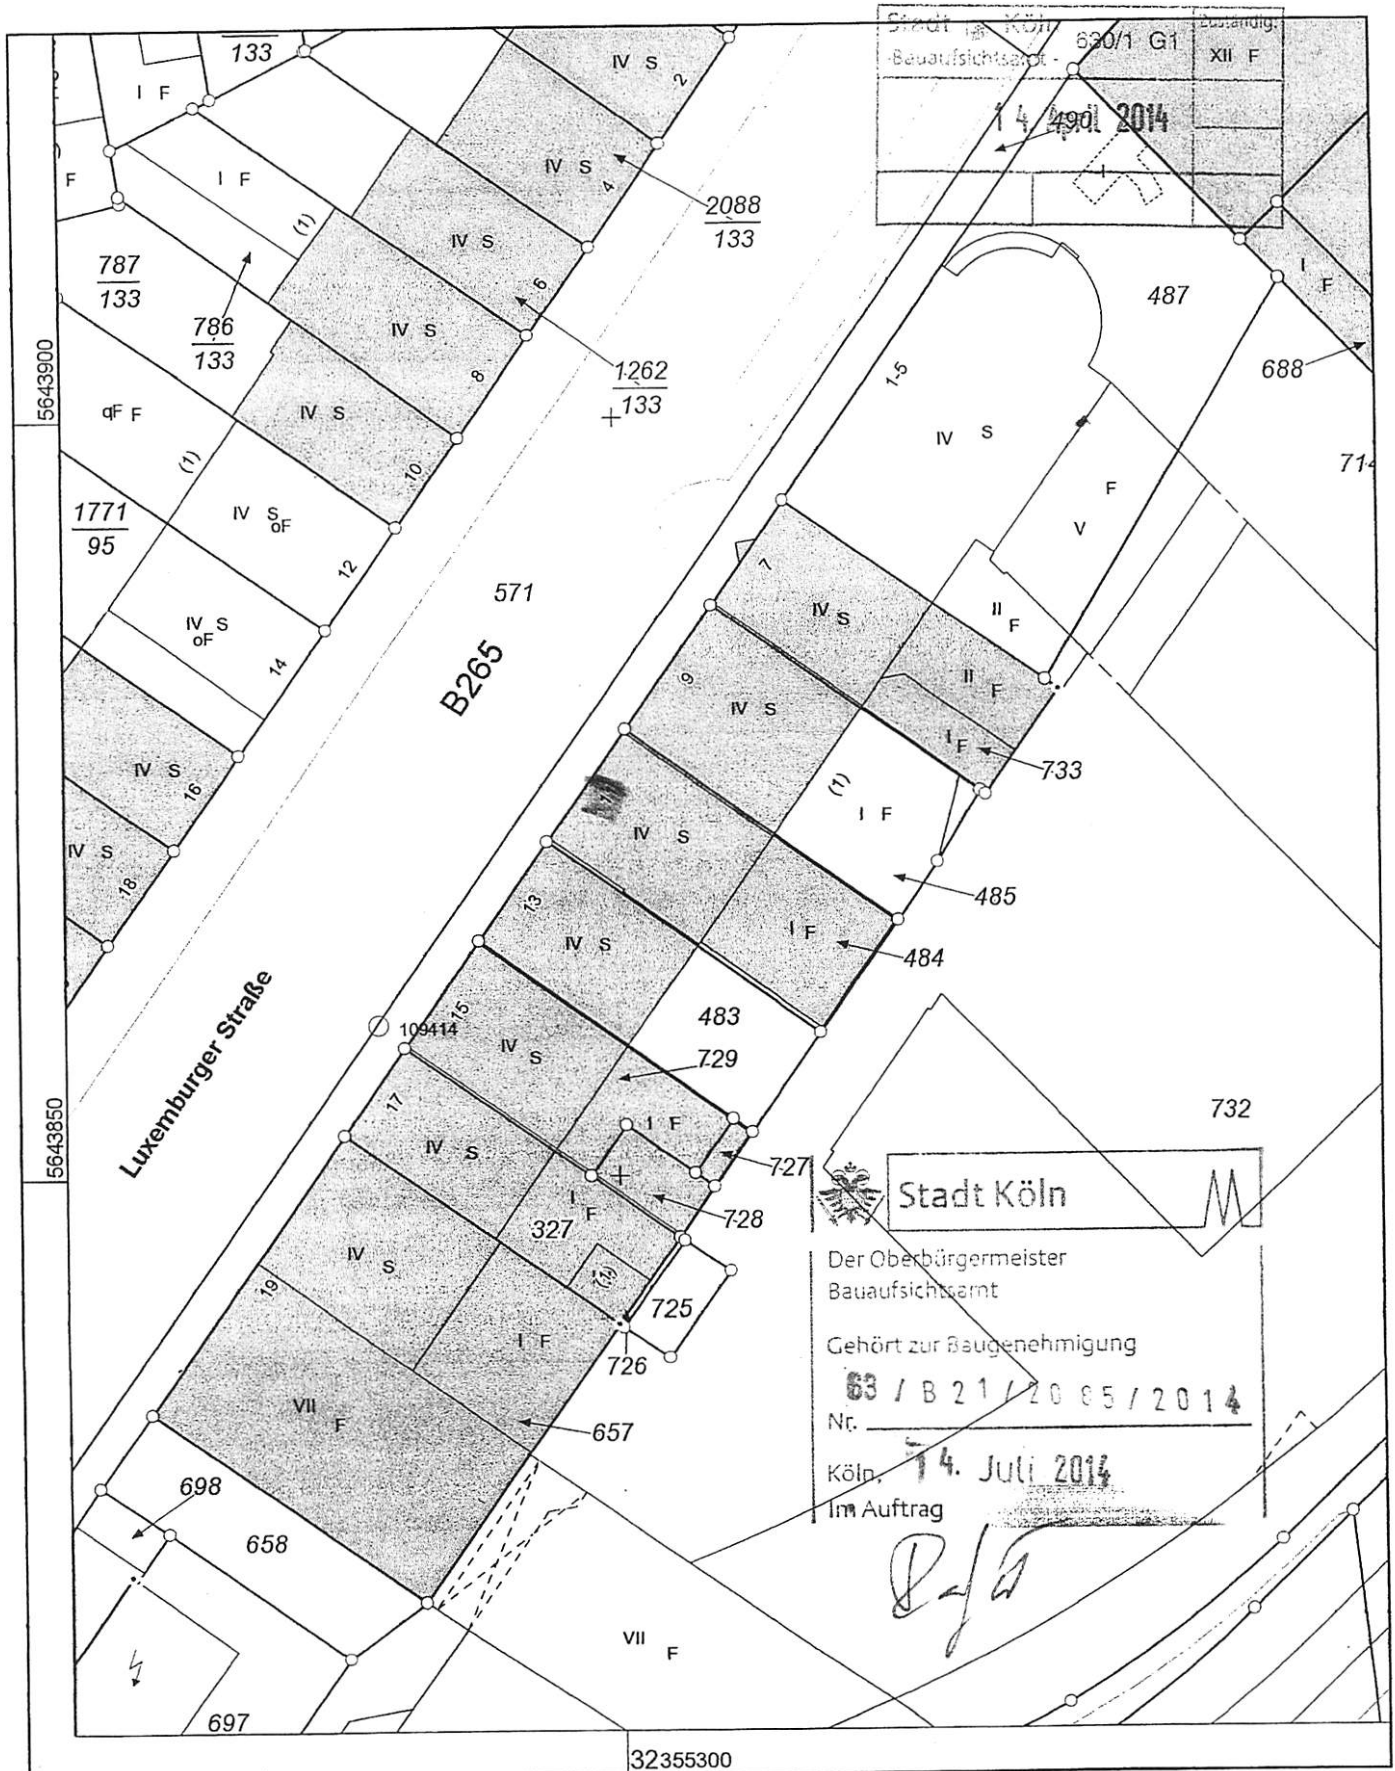 133
I F
F
I F
(1)
787
133
786
133
IV S
2
IV S
4
IV S
6
IV S
8
IV S
10
2088
133
1262
133
Stadt Köln
-Bauaufsichtsamt-
630/1 G1
Zuständig:
XII F
14. April 2014
490
I
487
I F
688
1-5
IV S
F
V
5643900
qF F
(1)
1771
95
IV S
oF
12
IV S
oF
14
571
B265
7
IV S
II F
II F
I F
733
9
IV S
(1)
I F
485
IV S
16
IV S
18
IV S
I F
484
13
IV S
483
729
15
109414
IV S
I F
727
728
17
IV S
I F
327
(1)
725
726
Luxemburger Straße
5643850
732
IV S
19
I F
VII F
657
698
658
697
VII F
32355300
Stadt Köln
Der Oberbürgermeister
Bauaufsichtsamt
Gehört zur Baugenehmigung
63 / B 21 / 2085 / 2014
Nr.
Köln, 14. Juli 2014
Im Auftrag